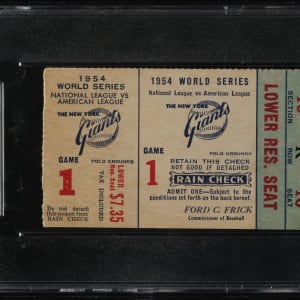 1954
WORLD SERIES
NATIONAL LEAGUE VS
AMERICAN LEAGUE
THE NEW YORK
Giants
POLO GROUNDS
GAME
1
LOWER
Res. Seat
$7.35
TAX INCLUDED
Do not Detach
this coupon from
RAIN CHECK
1954 WORLD SERIES
National League vs American League
THE NEW YORK
Giants
POLO GROUNDS
GAME
1
RETAIN THIS CHECK
NOT GOOD IF DETACHED
RAIN CHECK
ADMIT ONE—Subject to the
conditions set forth on the back hereof.
FORD C. FRICK
Commissioner of Baseball
LOWER RES. SEAT
SECTION
ROW
SEAT